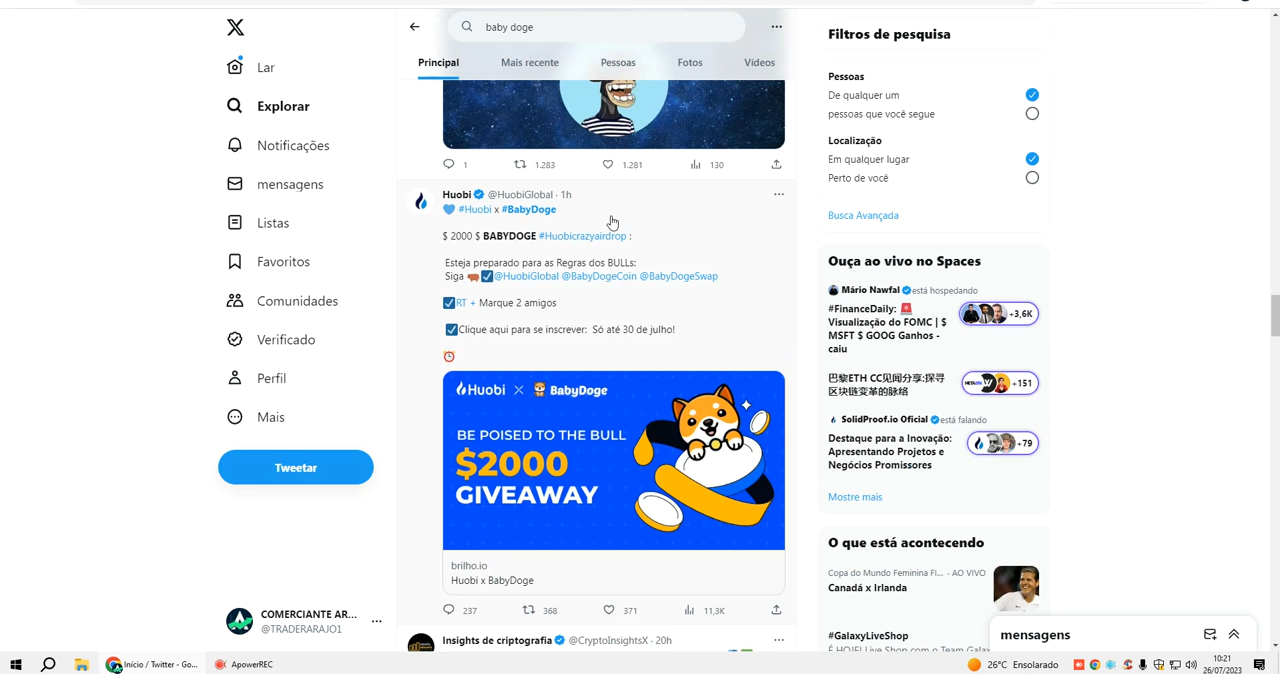 X
Lar
Explorar
Notificações
mensagens
Listas
Favoritos
Comunidades
Verificado
Perfil
Mais
Tweetar
COMERCIANTE AR... ...
@TRADERARAJO1
baby doge
Principal Mais recente Pessoas Fotos Vídeos
1 1.283 1.281 130
Huobi @HuobiGlobal · 1h
💙 #Huobi x #BabyDoge
$ 2000 $ BABYDOGE #Huobicrazyairdrop :
Esteja preparado para as Regras dos BULLs:
Siga 🐂☑@HuobiGlobal @BabyDogeCoin @BabyDogeSwap
☑RT + Marque 2 amigos
☑Clique aqui para se inscrever: Só até 30 de julho!
⏰
Huobi × BabyDoge
BE POISED TO THE BULL
$2000
GIVEAWAY
brilho.io
Huobi x BabyDoge
237 368 371 11,3K
Insights de criptografia @CryptoInsightsX · 20h
Filtros de pesquisa
Pessoas
De qualquer um
pessoas que você segue
Localização
Em qualquer lugar
Perto de você
Busca Avançada
Ouça ao vivo no Spaces
Mário Nawfal está hospedando
#FinanceDaily: 🚨
Visualização do FOMC | $
MSFT $ GOOG Ganhos -
caiu
+3,6K
巴黎ETH CC见闻分享:探寻
区块链变革的脉络
+151
SolidProof.io Oficial está falando
Destaque para a Inovação:
Apresentando Projetos e
Negócios Promissores
+79
Mostre mais
O que está acontecendo
Copa do Mundo Feminina FI... · AO VIVO
Canadá x Irlanda
#GalaxyLiveShop
mensagens
Início / Twitter - Go...
ApowerREC
26°C Ensolarado
10:21
26/07/2023